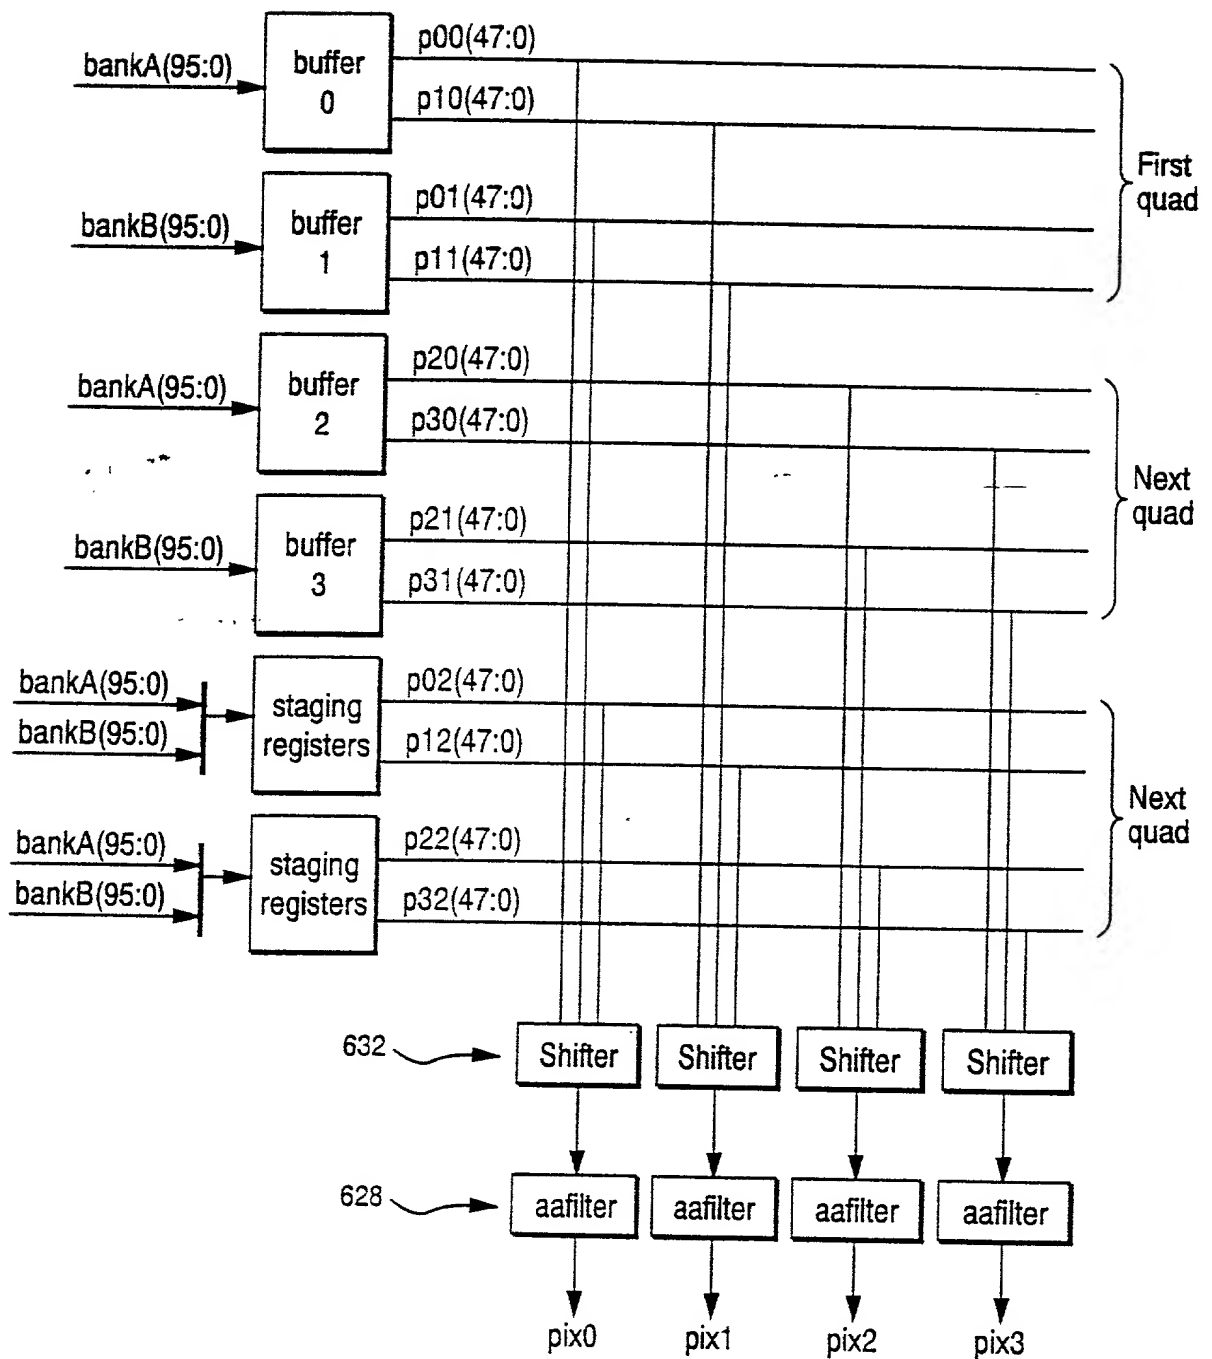 p00(47:0)
bankA(95:0)
buffer
0
p10(47:0)
First
quad
p01(47:0)
bankB(95:0)
buffer
1
p11(47:0)
p20(47:0)
bankA(95:0)
buffer
2
p30(47:0)
Next
quad
p21(47:0)
bankB(95:0)
buffer
3
p31(47:0)
bankA(95:0)
bankB(95:0)
staging
registers
p02(47:0)
p12(47:0)
Next
quad
bankA(95:0)
bankB(95:0)
staging
registers
p22(47:0)
p32(47:0)
632
Shifter
Shifter
Shifter
Shifter
628
aafilter
aafilter
aafilter
aafilter
pix0
pix1
pix2
pix3